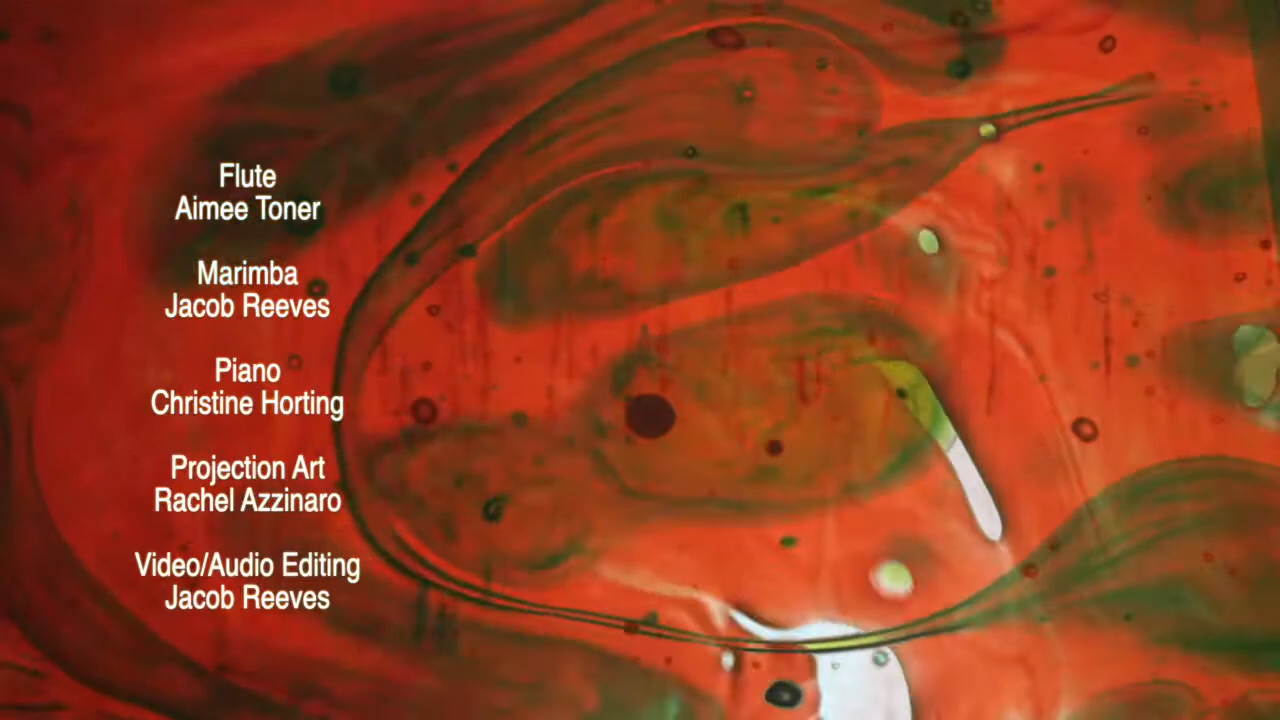 Flute
Aimee Toner
Marimba
Jacob Reeves
Piano
Christine Horting
Projection Art
Rachel Azzinaro
Video/Audio Editing
Jacob Reeves